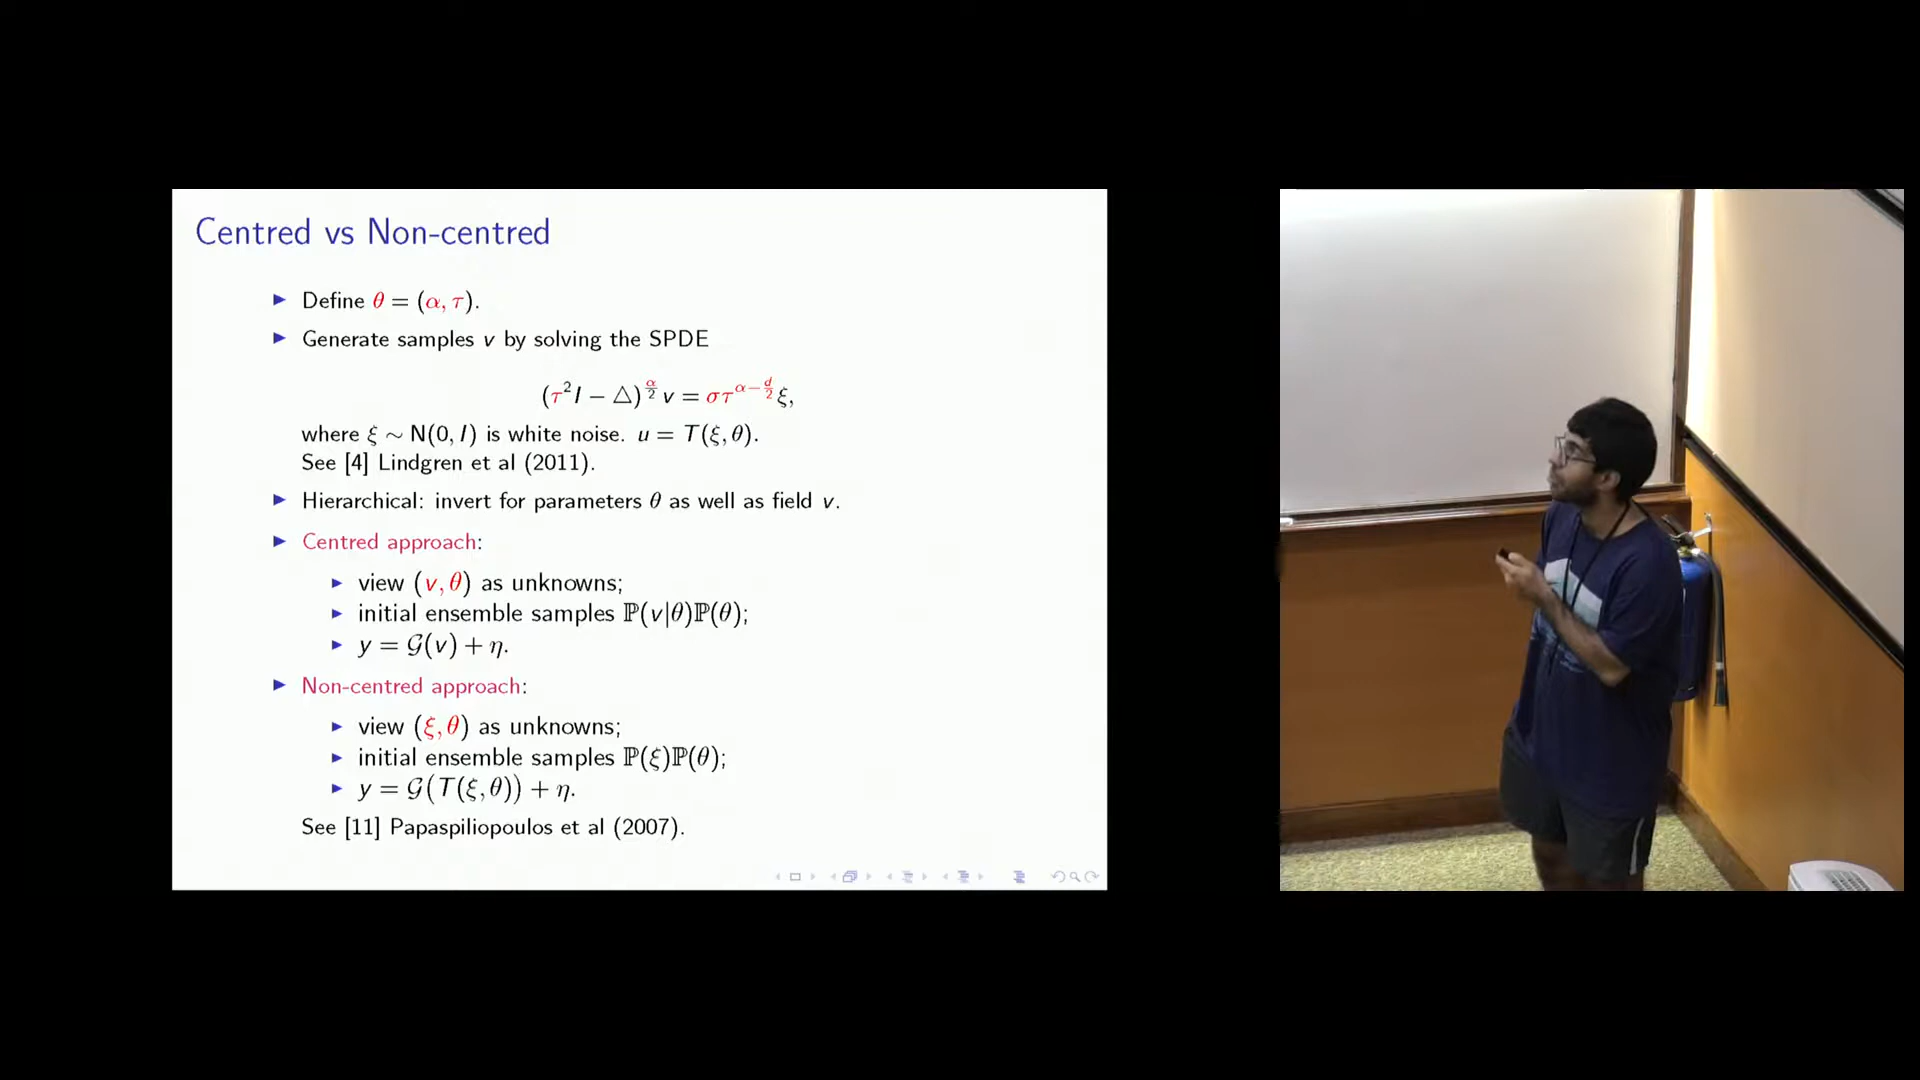 Centred vs Non-centred
▶ Define θ = (α, τ).
▶ Generate samples v by solving the SPDE
(τ²I − △)^{α/2} v = στ^{α−d/2} ξ,
where ξ ∼ N(0, I) is white noise. u = T(ξ, θ).
See [4] Lindgren et al (2011).
▶ Hierarchical: invert for parameters θ as well as field v.
▶ Centred approach:
▶ view (v, θ) as unknowns;
▶ initial ensemble samples ℙ(v|θ)ℙ(θ);
▶ y = 𝒢(v) + η.
▶ Non-centred approach:
▶ view (ξ, θ) as unknowns;
▶ initial ensemble samples ℙ(ξ)ℙ(θ);
▶ y = 𝒢(T(ξ, θ)) + η.
See [11] Papaspiliopoulos et al (2007).